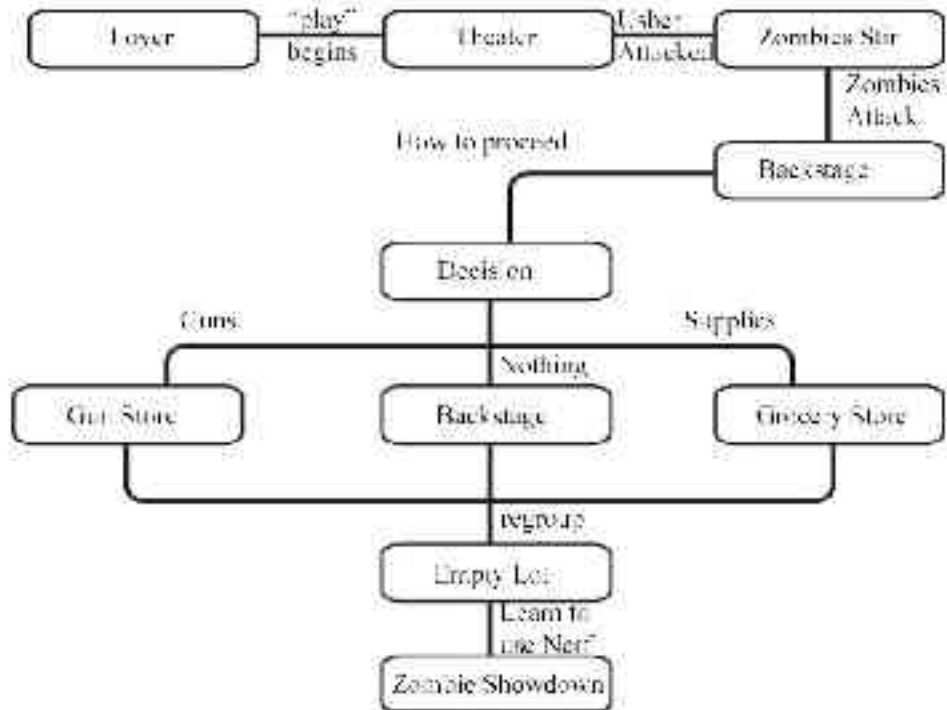 Foyer
"play"
begins
Theater
Usher
Attacked
Zombies Stir
Zombies
Attack
Backstage
How to proceed
Decision
Guns
Nothing
Supplies
Gun Store
Backstage
Grocery Store
regroup
Empty Lot
Learn to
use Nerf
Zombie Showdown